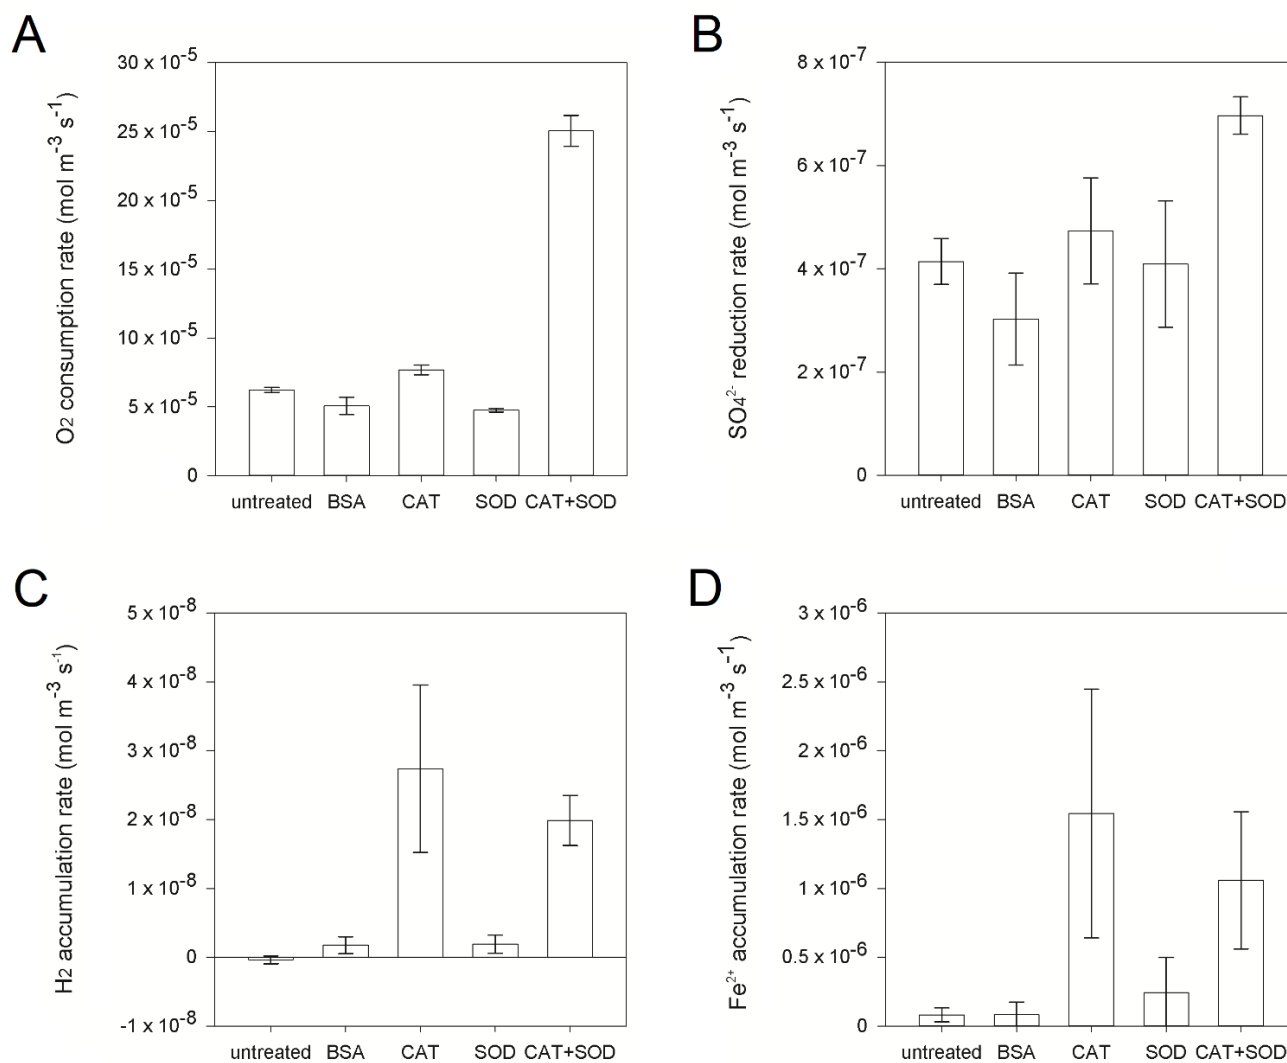 A
O2 consumption rate (mol m-3 s-1)
30 x 10-5
25 x 10-5
20 x 10-5
15 x 10-5
10 x 10-5
5 x 10-5
0
untreated BSA CAT SOD CAT+SOD
B
SO42- reduction rate (mol m-3 s-1)
8 x 10-7
6 x 10-7
4 x 10-7
2 x 10-7
0
untreated BSA CAT SOD CAT+SOD
C
H2 accumulation rate (mol m-3 s-1)
5 x 10-8
4 x 10-8
3 x 10-8
2 x 10-8
1 x 10-8
0
-1 x 10-8
untreated BSA CAT SOD CAT+SOD
D
Fe2+ accumulation rate (mol m-3 s-1)
3 x 10-6
2.5 x 10-6
2 x 10-6
1.5 x 10-6
1 x 10-6
0.5 x 10-6
0
untreated BSA CAT SOD CAT+SOD